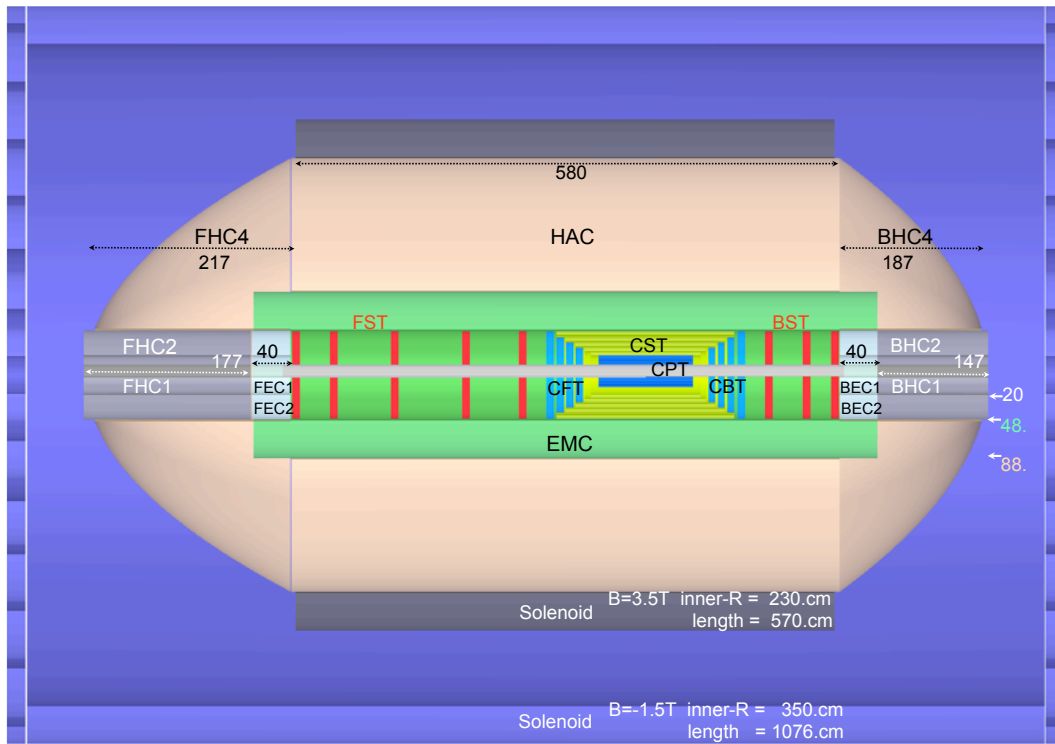 580
FHC4
HAC
BHC4
217
187
FST
BST
FHC2
CST
BHC2
40
40
177
CPT
147
FHC1
FEC1
CFT
CBT
BEC1
BHC1
20
FEC2
BEC2
48.
EMC
88.
B=3.5T inner-R = 230.cm
Solenoid
length = 570.cm
B=-1.5T inner-R = 350.cm
Solenoid
length = 1076.cm